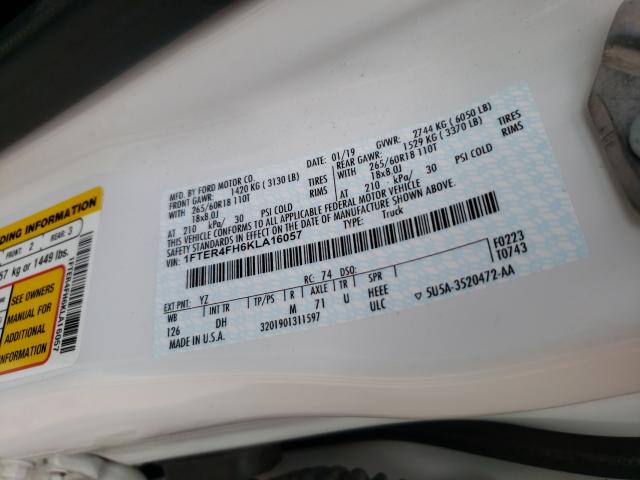 MFD. BY FORD MOTOR CO.
DATE: 01/19
GVWR: 2744 KG ( 6050 LB)
FRONT GAWR: 1420 KG ( 3130 LB)
REAR GAWR: 1529 KG ( 3370 LB)
WITH 265/60R18 110T TIRES
WITH 265/60R18 110T TIRES
18x8.0J RIMS
18x8.0J RIMS
AT 210 kPa/ 30 PSI COLD
AT 210 kPa/ 30 PSI COLD
THIS VEHICLE CONFORMS TO ALL APPLICABLE FEDERAL MOTOR VEHICLE
SAFETY STANDARDS IN EFFECT ON THE DATE OF MANUFACTURE SHOWN ABOVE.
1FTER4FH6KLA16057
TYPE: Truck
F0223
T0743
EXT PNT: YZ RC: 74 DSO:
WB INT TR TP/PS R AXLE TR SPR
126 DH M 71 U HEEE
MADE IN U.S.A. 3201901311597 ULC
5U5A-3520472-AA
DING INFORMATION
FRONT 2 REAR: 3
57 kg or 1449 lbs.
SEE OWNERS
MANUAL FOR
ADDITIONAL
INFORMATION